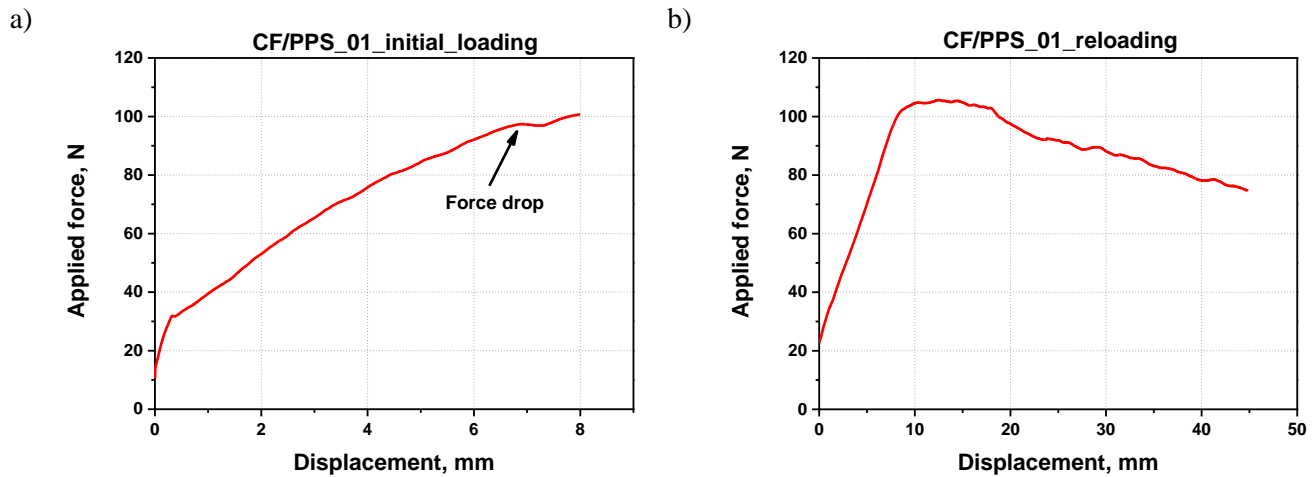 a)
CF/PPS_01_initial_loading
120
100
80
60
40
20
0
Applied force, N
Force drop
0 2 4 6 8
Displacement, mm
b)
CF/PPS_01_reloading
120
100
80
60
40
20
0
Applied force, N
0 10 20 30 40 50
Displacement, mm